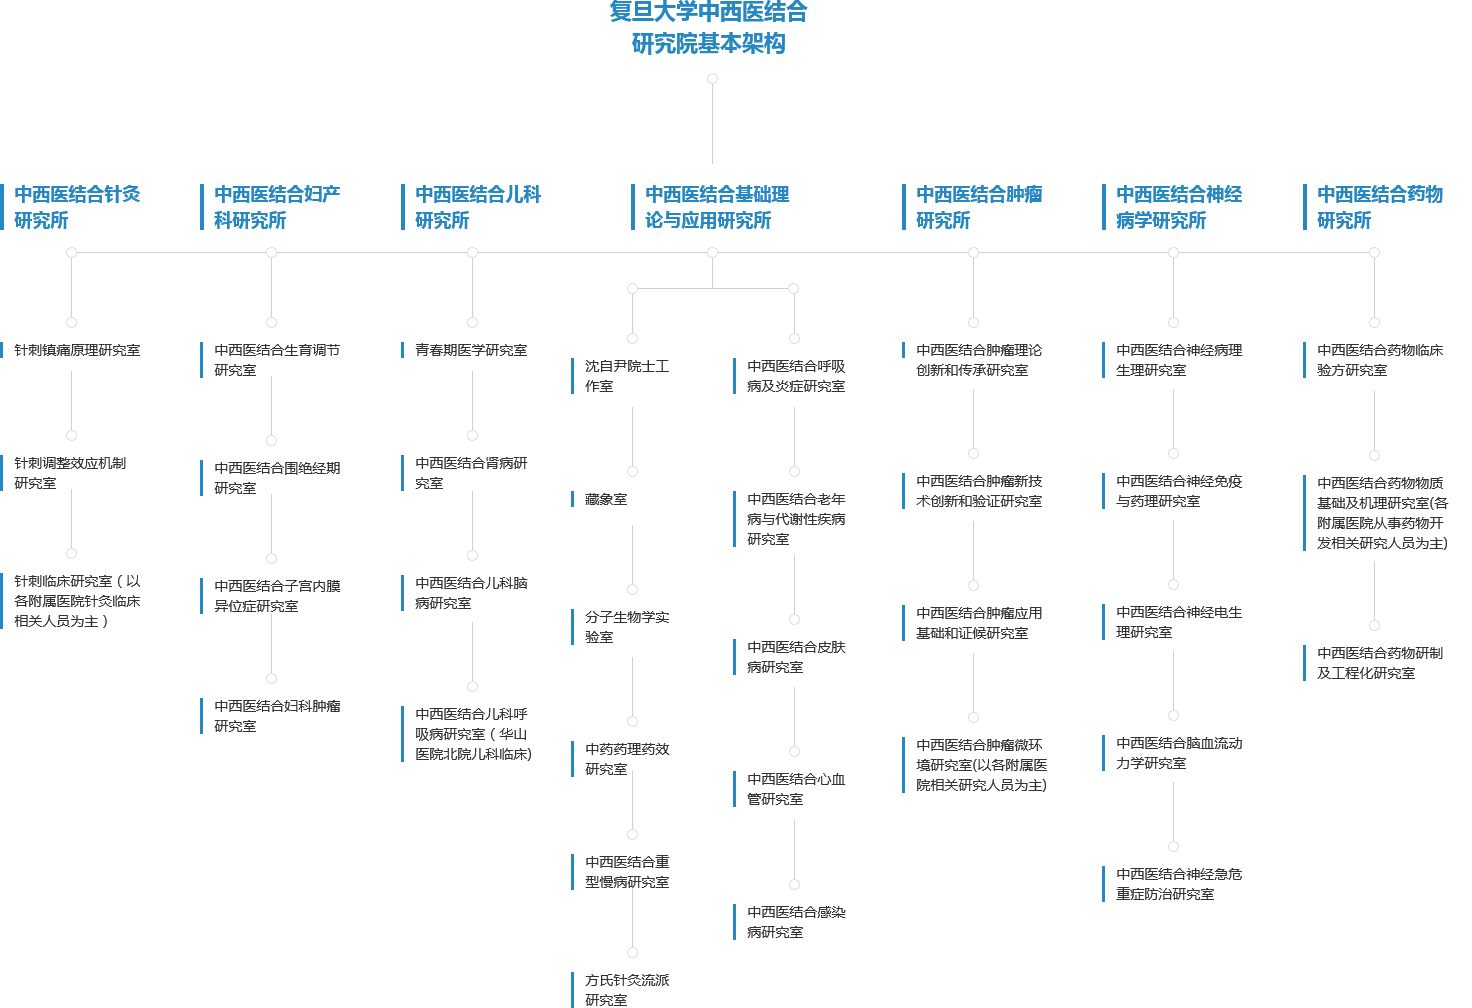 复旦大学中西医结合
研究院基本架构
中西医结合针灸
研究所
针刺镇痛原理研究室
针刺调整效应机制
研究室
针刺临床研究室（以
各附属医院针灸临床
相关人员为主）
中西医结合妇产
科研究所
中西医结合生育调节
研究室
中西医结合围绝经期
研究室
中西医结合子宫内膜
异位症研究室
中西医结合妇科肿瘤
研究室
中西医结合儿科
研究所
青春期医学研究室
中西医结合肾病研
究室
中西医结合儿科脑
病研究室
中西医结合儿科呼
吸病研究室（华山
医院北院儿科临床)
中西医结合基础理
论与应用研究所
沈自尹院士工
作室
藏象室
分子生物学实
验室
中药药理药效
研究室
中西医结合重
型慢病研究室
方氏针灸流派
研究室
中西医结合呼吸
病及炎症研究室
中西医结合老年
病与代谢性疾病
研究室
中西医结合皮肤
病研究室
中西医结合心血
管研究室
中西医结合感染
病研究室
中西医结合肿瘤
研究所
中西医结合肿瘤理论
创新和传承研究室
中西医结合肿瘤新技
术创新和验证研究室
中西医结合肿瘤应用
基础和证候研究室
中西医结合肿瘤微环
境研究室(以各附属医
院相关研究人员为主)
中西医结合神经
病学研究所
中西医结合神经病理
生理研究室
中西医结合神经免疫
与药理研究室
中西医结合神经电生
理研究室
中西医结合脑血流动
力学研究室
中西医结合神经急危
重症防治研究室
中西医结合药物
研究所
中西医结合药物临床
验方研究室
中西医结合药物物质
基础及机理研究室(各
附属医院从事药物开
发相关研究人员为主)
中西医结合药物研制
及工程化研究室